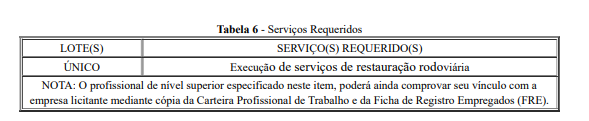 Tabela 6 - Serviços Requeridos
LOTE(S) SERVIÇO(S) REQUERIDO(S)
ÚNICO Execução de serviços de restauração rodoviária
NOTA: O profissional de nível superior especificado neste item, poderá ainda comprovar seu vínculo com a
empresa licitante mediante cópia da Carteira Profissional de Trabalho e da Ficha de Registro Empregados (FRE).